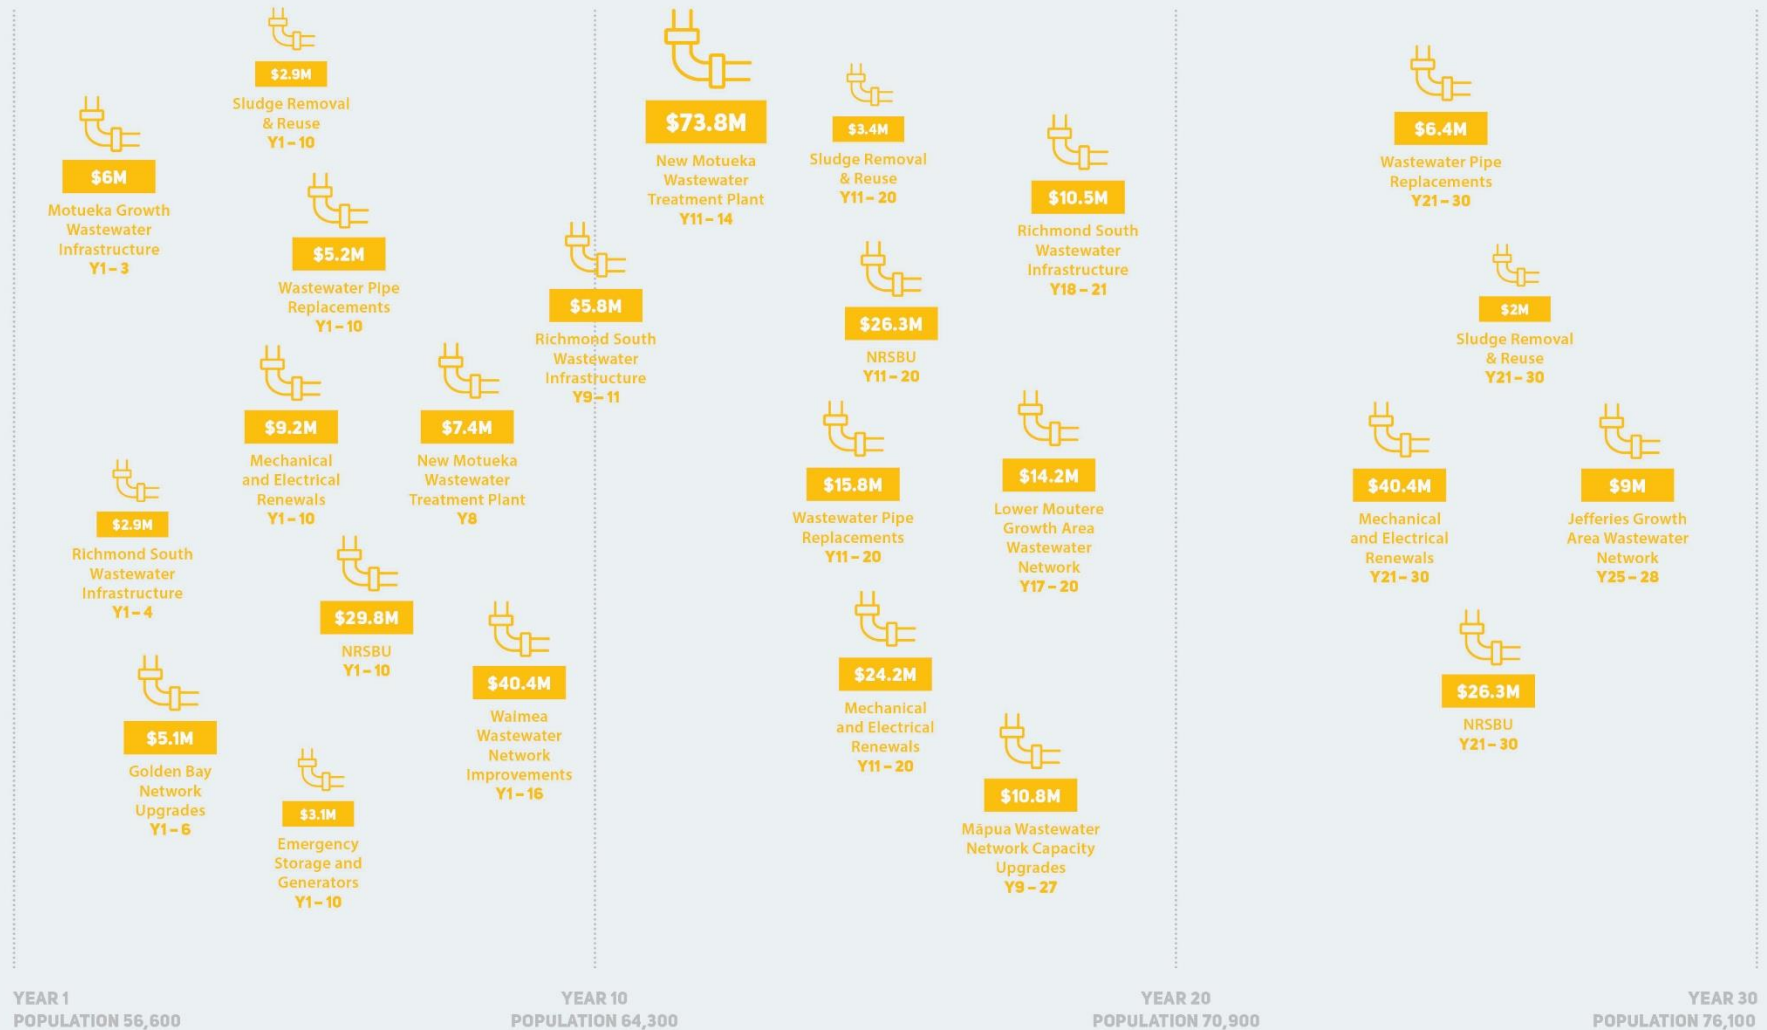 $2.9M
Sludge Removal
& Reuse
Y1 – 10
$6M
Motueka Growth
Wastewater
Infrastructure
Y1 – 3
$5.2M
Wastewater Pipe
Replacements
Y1 – 10
$5.8M
Richmond South
Wastewater
Infrastructure
Y9 – 11
$9.2M
Mechanical
and Electrical
Renewals
Y1 – 10
$7.4M
New Motueka
Wastewater
Treatment Plant
Y8
$2.9M
Richmond South
Wastewater
Infrastructure
Y1 – 4
$29.8M
NRSBU
Y1 – 10
$40.4M
Waimea
Wastewater
Network
Improvements
Y1 – 16
$5.1M
Golden Bay
Network
Upgrades
Y1 – 6
$3.1M
Emergency
Storage and
Generators
Y1 – 10
$73.8M
New Motueka
Wastewater
Treatment Plant
Y11 – 14
$3.4M
Sludge Removal
& Reuse
Y11 – 20
$10.5M
Richmond South
Wastewater
Infrastructure
Y18 – 21
$26.3M
NRSBU
Y11 – 20
$15.8M
Wastewater Pipe
Replacements
Y11 – 20
$14.2M
Lower Moutere
Growth Area
Wastewater
Network
Y17 – 20
$24.2M
Mechanical
and Electrical
Renewals
Y11 – 20
$10.8M
Māpua Wastewater
Network Capacity
Upgrades
Y9 – 27
$6.4M
Wastewater Pipe
Replacements
Y21 – 30
$2M
Sludge Removal
& Reuse
Y21 – 30
$40.4M
Mechanical
and Electrical
Renewals
Y21 – 30
$9M
Jefferies Growth
Area Wastewater
Network
Y25 – 28
$26.3M
NRSBU
Y21 – 30
YEAR 1
POPULATION 56,600
YEAR 10
POPULATION 64,300
YEAR 20
POPULATION 70,900
YEAR 30
POPULATION 76,100